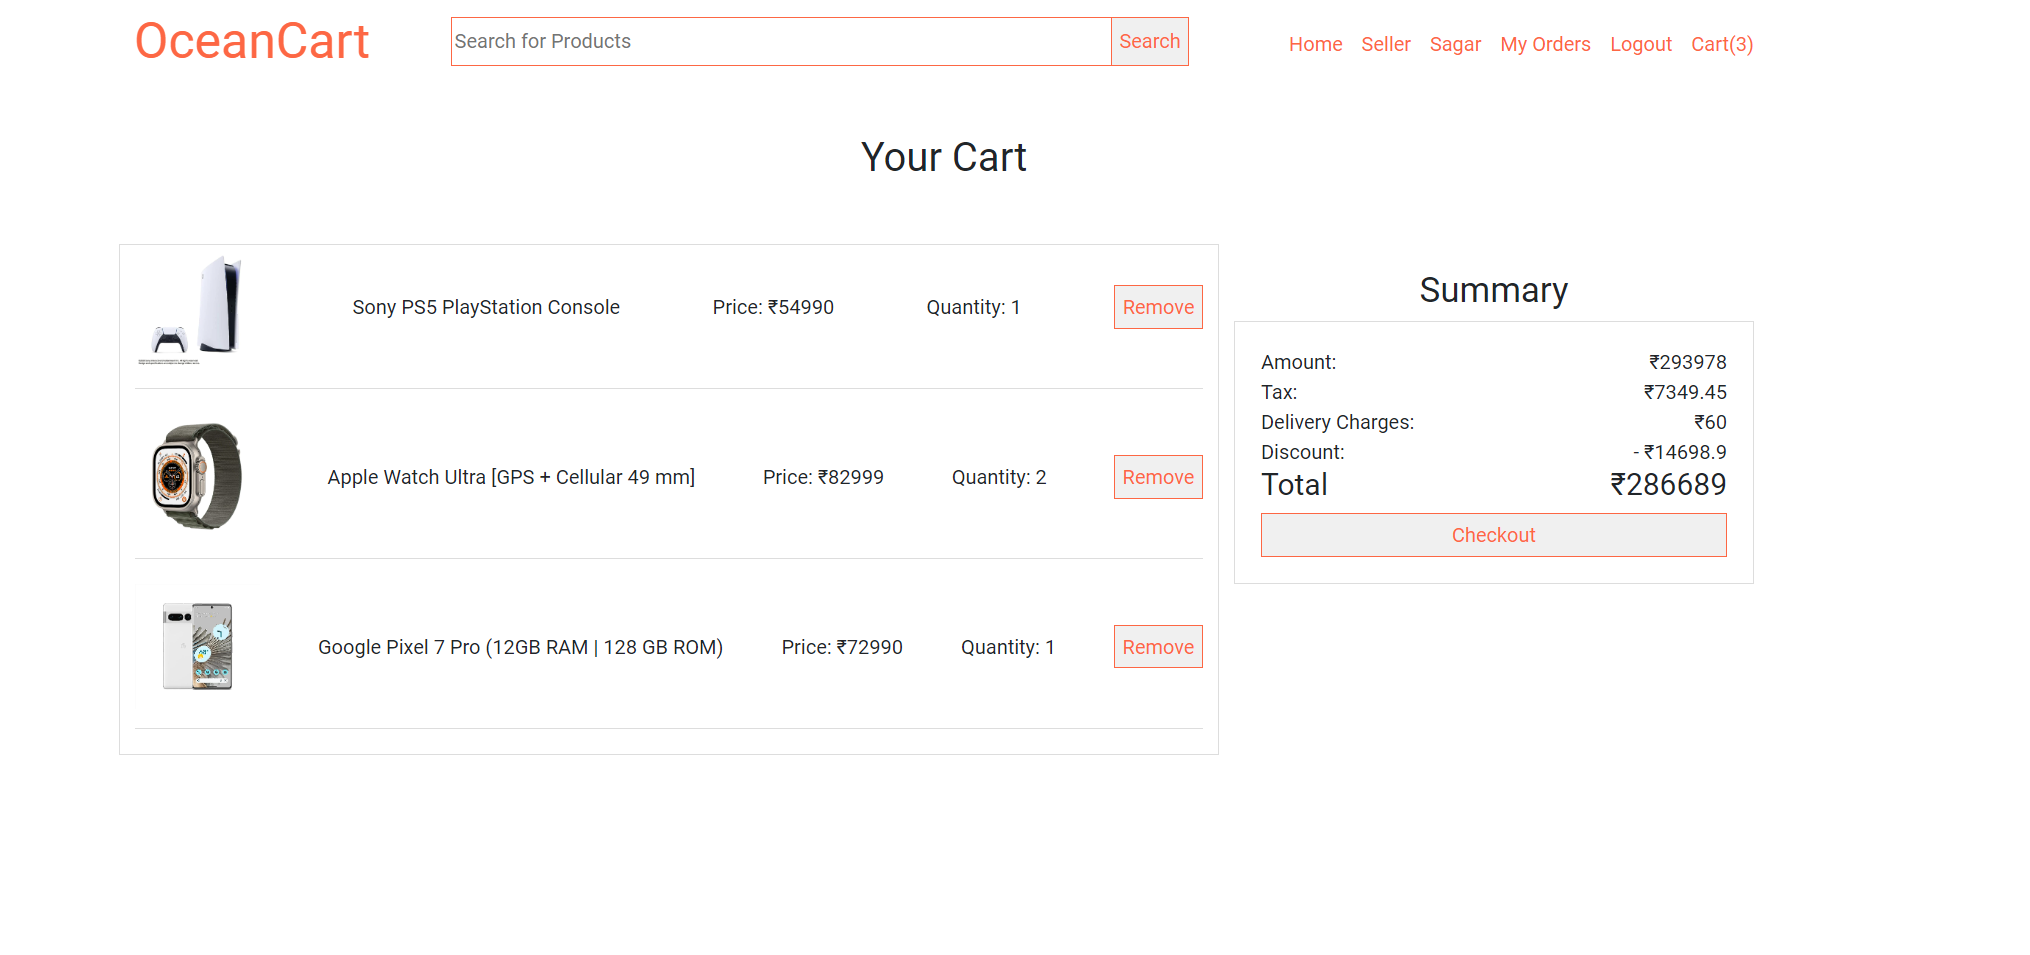 OceanCart
Search for Products
Search
Home Seller Sagar My Orders Logout Cart(3)
Your Cart
Sony PS5 PlayStation Console Price: ₹54990 Quantity: 1 Remove
Apple Watch Ultra [GPS + Cellular 49 mm] Price: ₹82999 Quantity: 2 Remove
Google Pixel 7 Pro (12GB RAM | 128 GB ROM) Price: ₹72990 Quantity: 1 Remove
Summary
Amount: ₹293978
Tax: ₹7349.45
Delivery Charges: ₹60
Discount: - ₹14698.9
Total ₹286689
Checkout